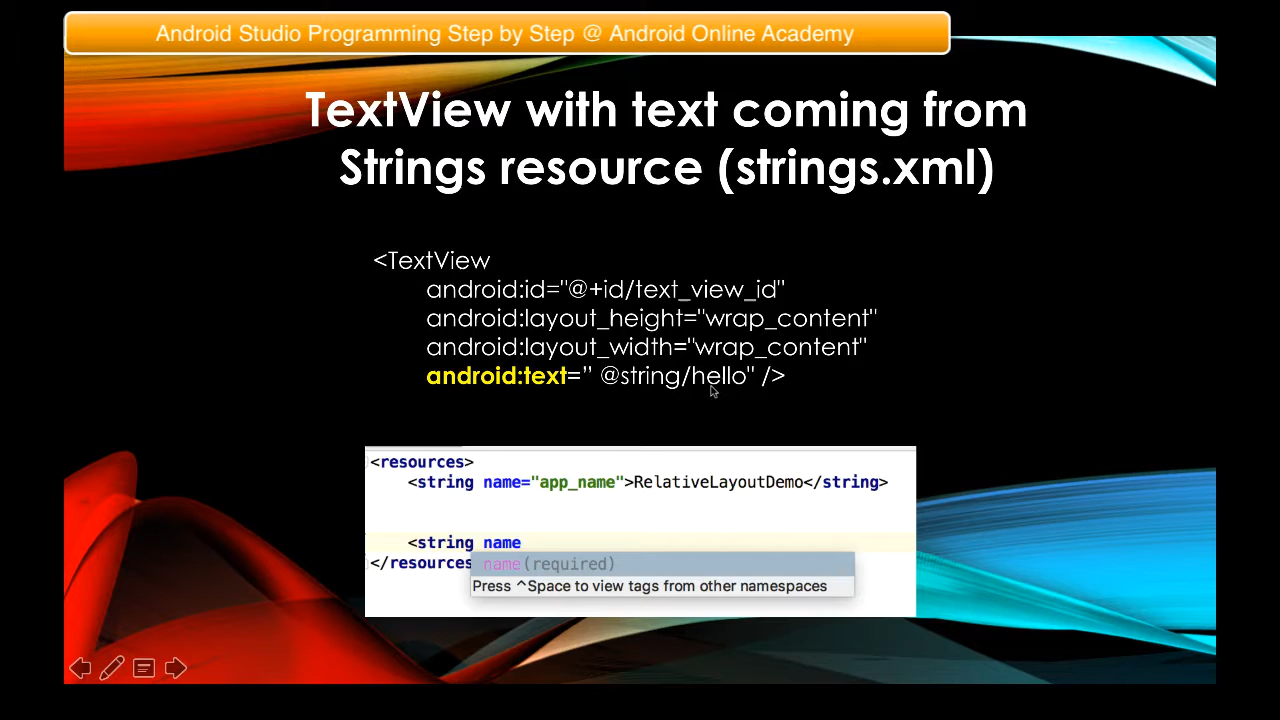 Android Studio Programming Step by Step @ Android Online Academy
TextView with text coming from
Strings resource (strings.xml)
<TextView
android:id="@+id/text_view_id"
android:layout_height="wrap_content"
android:layout_width="wrap_content"
android:text=” @string/hello" />
<resources>
<string name="app_name">RelativeLayoutDemo</string>
<string name
</resources name(required)
Press ^Space to view tags from other namespaces